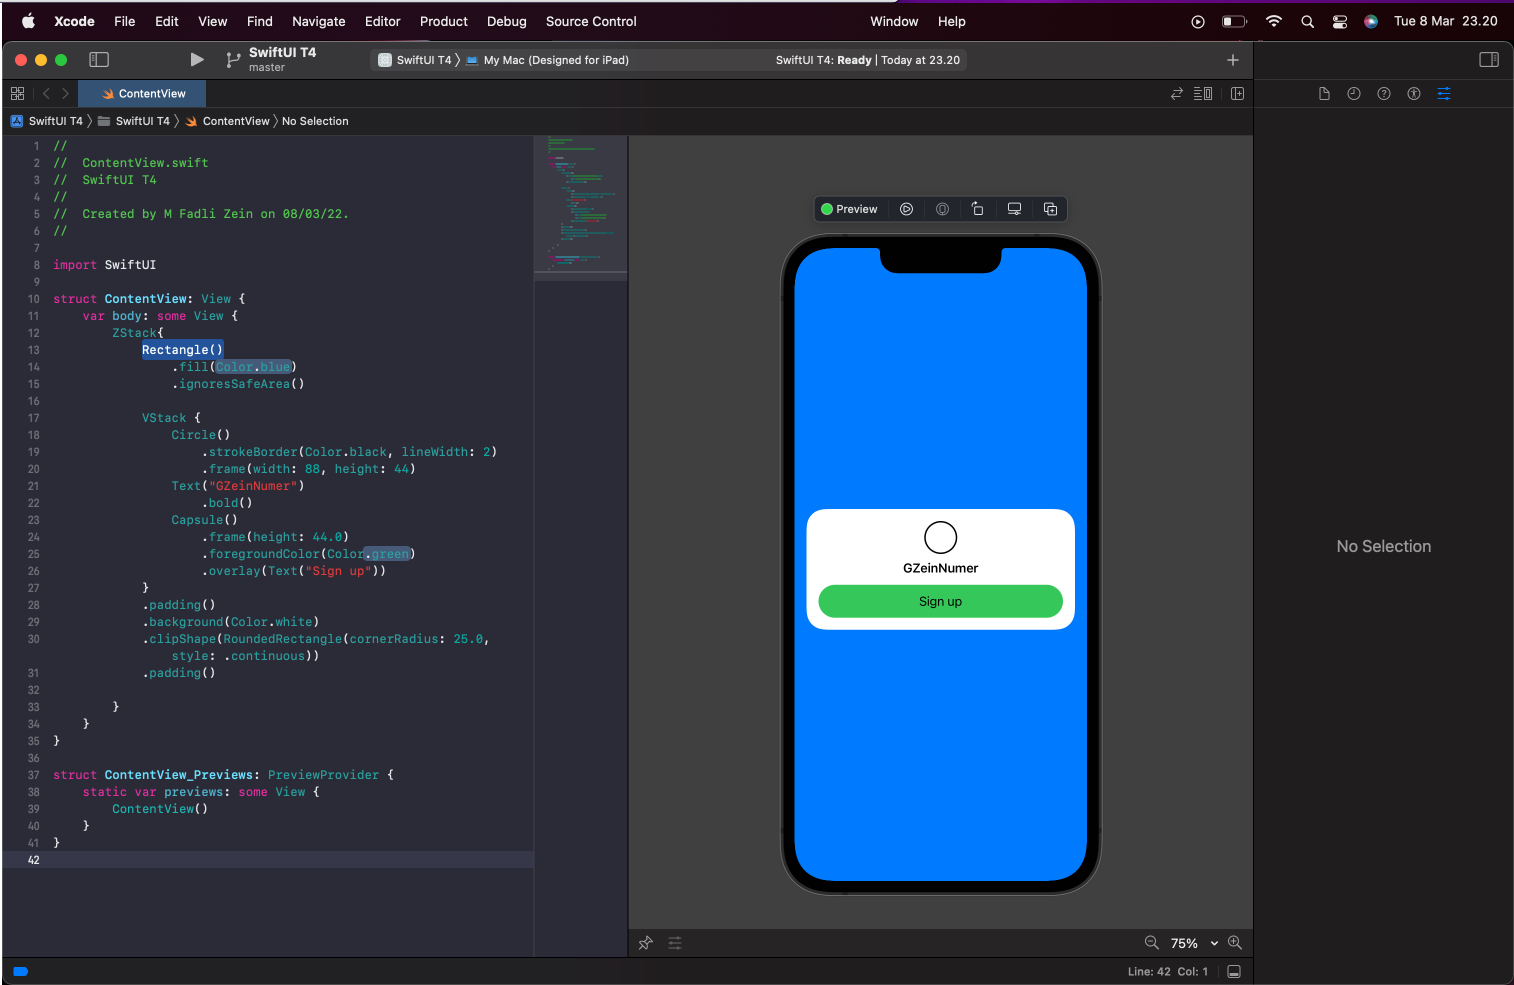 Xcode File Edit View Find Navigate Editor Product Debug Source Control Window Help Tue 8 Mar 23.20
SwiftUI T4
master
SwiftUI T4 My Mac (Designed for iPad) SwiftUI T4: Ready | Today at 23.20
ContentView
SwiftUI T4 SwiftUI T4 ContentView No Selection
1 //
2 //  ContentView.swift
3 //  SwiftUI T4
4 //
5 //  Created by M Fadli Zein on 08/03/22.
6 //
7
8 import SwiftUI
9
10 struct ContentView: View {
11     var body: some View {
12         ZStack{
13             Rectangle()
14                 .fill(Color.blue)
15                 .ignoresSafeArea()
16
17             VStack {
18                 Circle()
19                     .strokeBorder(Color.black, lineWidth: 2)
20                     .frame(width: 88, height: 44)
21                 Text("GZeinNumer")
22                     .bold()
23                 Capsule()
24                     .frame(height: 44.0)
25                     .foregroundColor(Color.green)
26                     .overlay(Text("Sign up"))
27             }
28             .padding()
29             .background(Color.white)
30             .clipShape(RoundedRectangle(cornerRadius: 25.0,
                style: .continuous))
31             .padding()
32
33         }
34     }
35 }
36
37 struct ContentView_Previews: PreviewProvider {
38     static var previews: some View {
39         ContentView()
40     }
41 }
42
Preview
GZeinNumer
Sign up
No Selection
75%
Line: 42 Col: 1